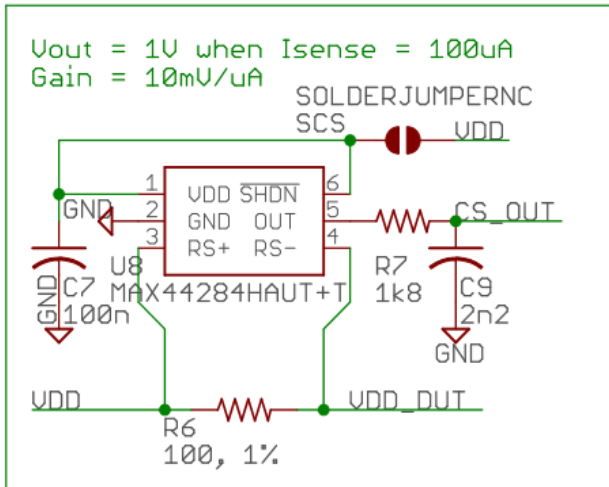 Vout = 1V when Isense = 100uA
Gain = 10mV/uA
SOLDERJUMPERNC
SCS
VDD
1 VDD SHDN 6
GND 2 GND OUT 5 CS_OUT
3 RS+ RS- 4
U8
MAX44284HAUT+T
GND
C7
100n
R7
1k8
C9
2n2
GND
VDD
VDD_DUT
R6
100, 1%